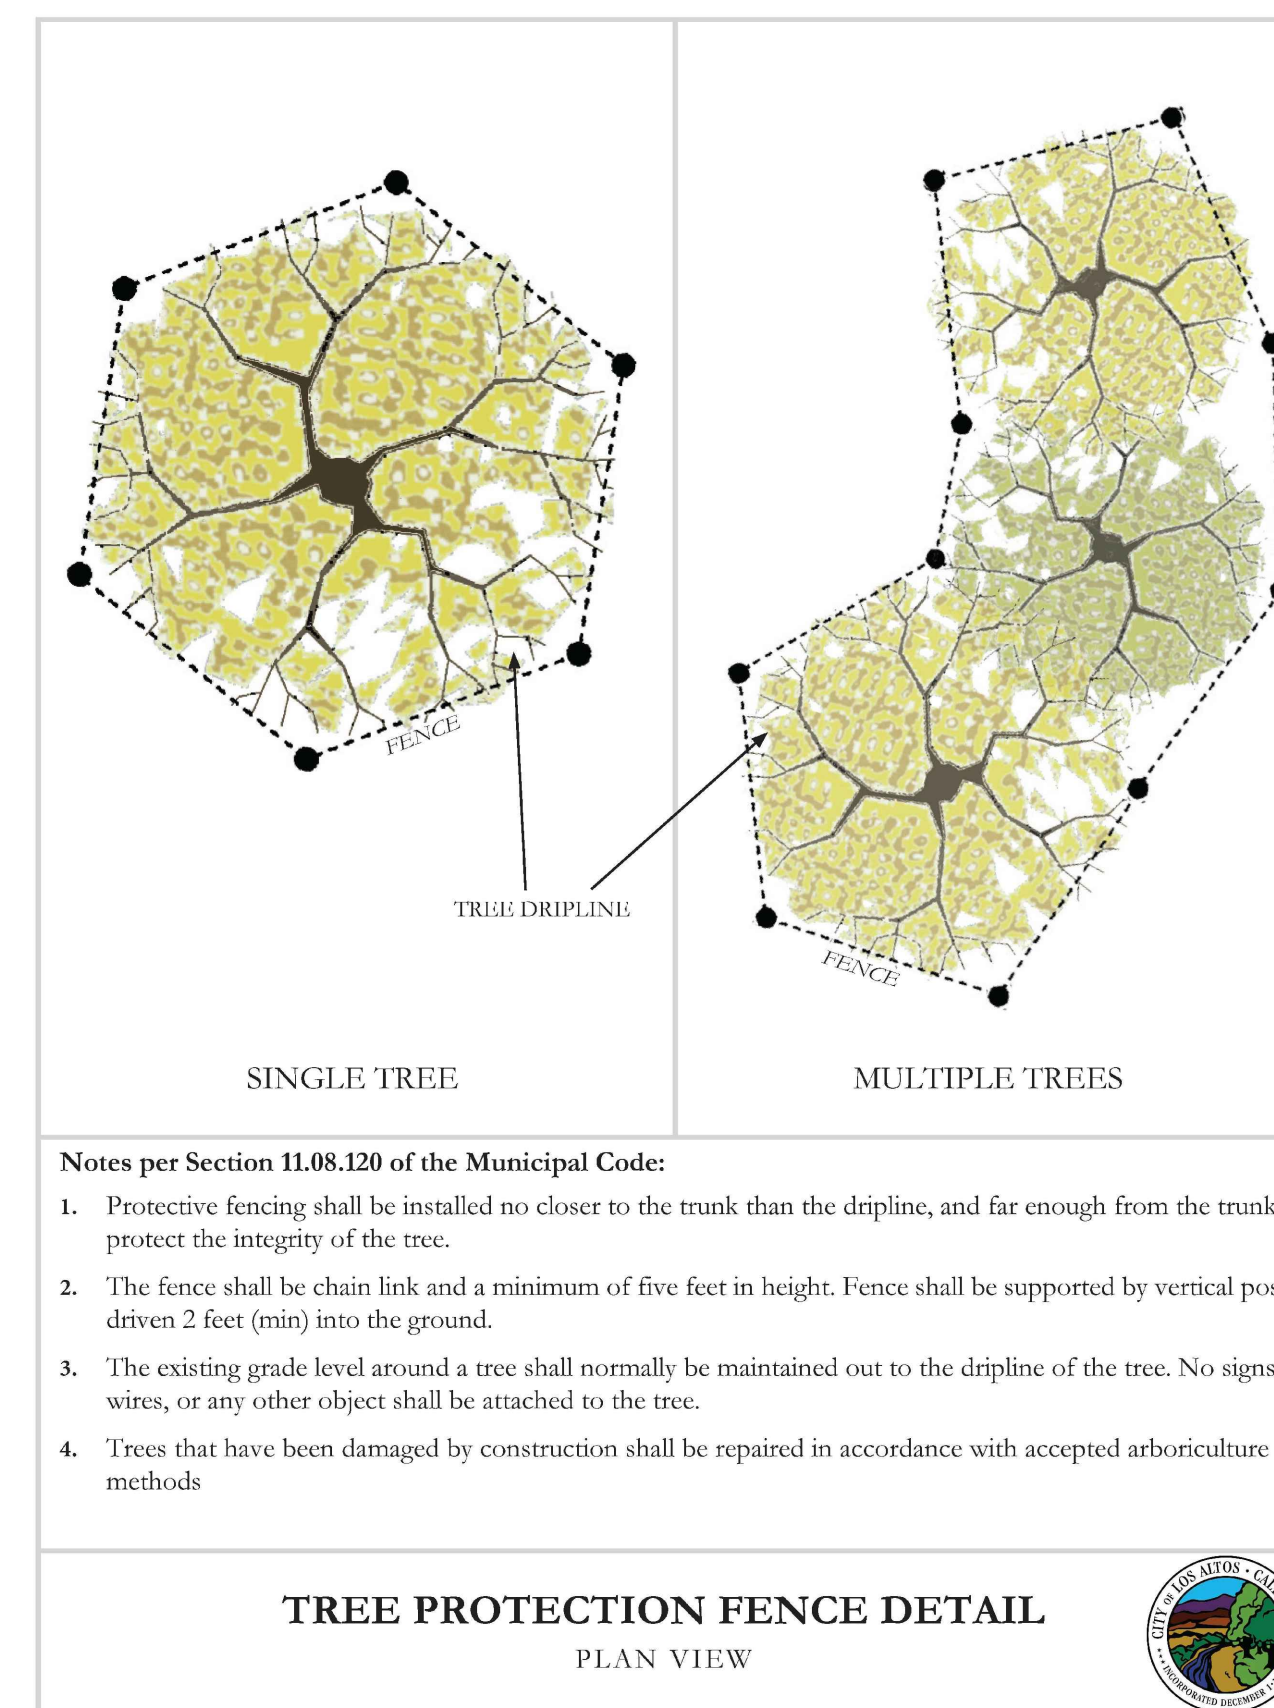 FENCE
TREE DRIPLINE
FENCE
SINGLE TREE
MULTIPLE TREES
Notes per Section 11.08.120 of the Municipal Code:
1. Protective fencing shall be installed no closer to the trunk than the dripline, and far enough from the trunk
protect the integrity of the tree.
2. The fence shall be chain link and a minimum of five feet in height. Fence shall be supported by vertical pos
driven 2 feet (min) into the ground.
3. The existing grade level around a tree shall normally be maintained out to the dripline of the tree. No signs
wires, or any other object shall be attached to the tree.
4. Trees that have been damaged by construction shall be repaired in accordance with accepted arboriculture
methods
TREE PROTECTION FENCE DETAIL
PLAN VIEW
CITY OF LOS ALTOS • CAL
INCORPORATED DECEMBER 1